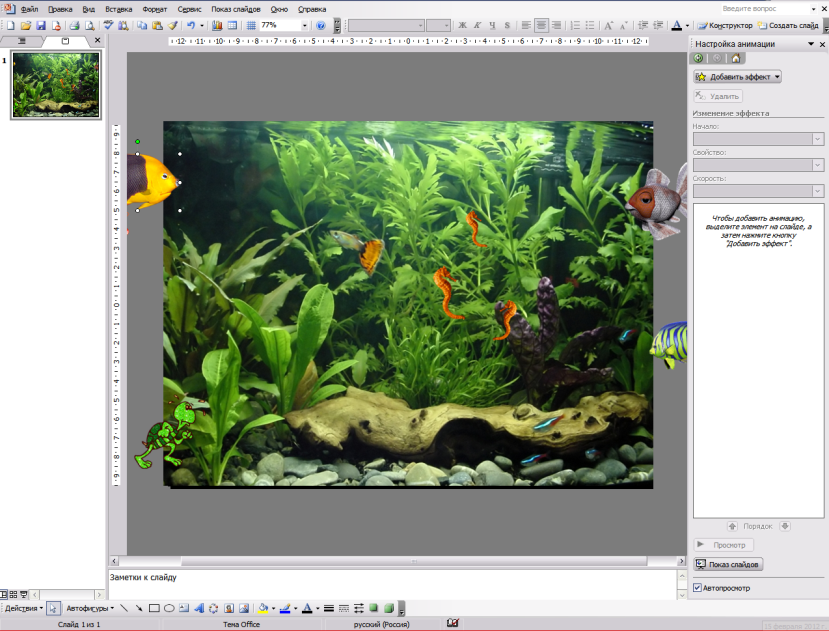 Файл Правка Вид Вставка Формат Сервис Показ слайдов Окно Справка
Введите вопрос
77%
Ж К Ч S
Конструктор Создать слайд
Настройка анимации
1
Добавить эффект
Удалить
Изменение эффекта
Начало:
Свойство:
Скорость:
Чтобы добавить анимацию,
выделите элемент на слайде, а
затем нажмите кнопку
"Добавить эффект".
Порядок
Просмотр
Показ слайдов
Автопросмотр
Заметки к слайду
Действия Автофигуры
Слайд 1 из 1 Тема Office русский (Россия)